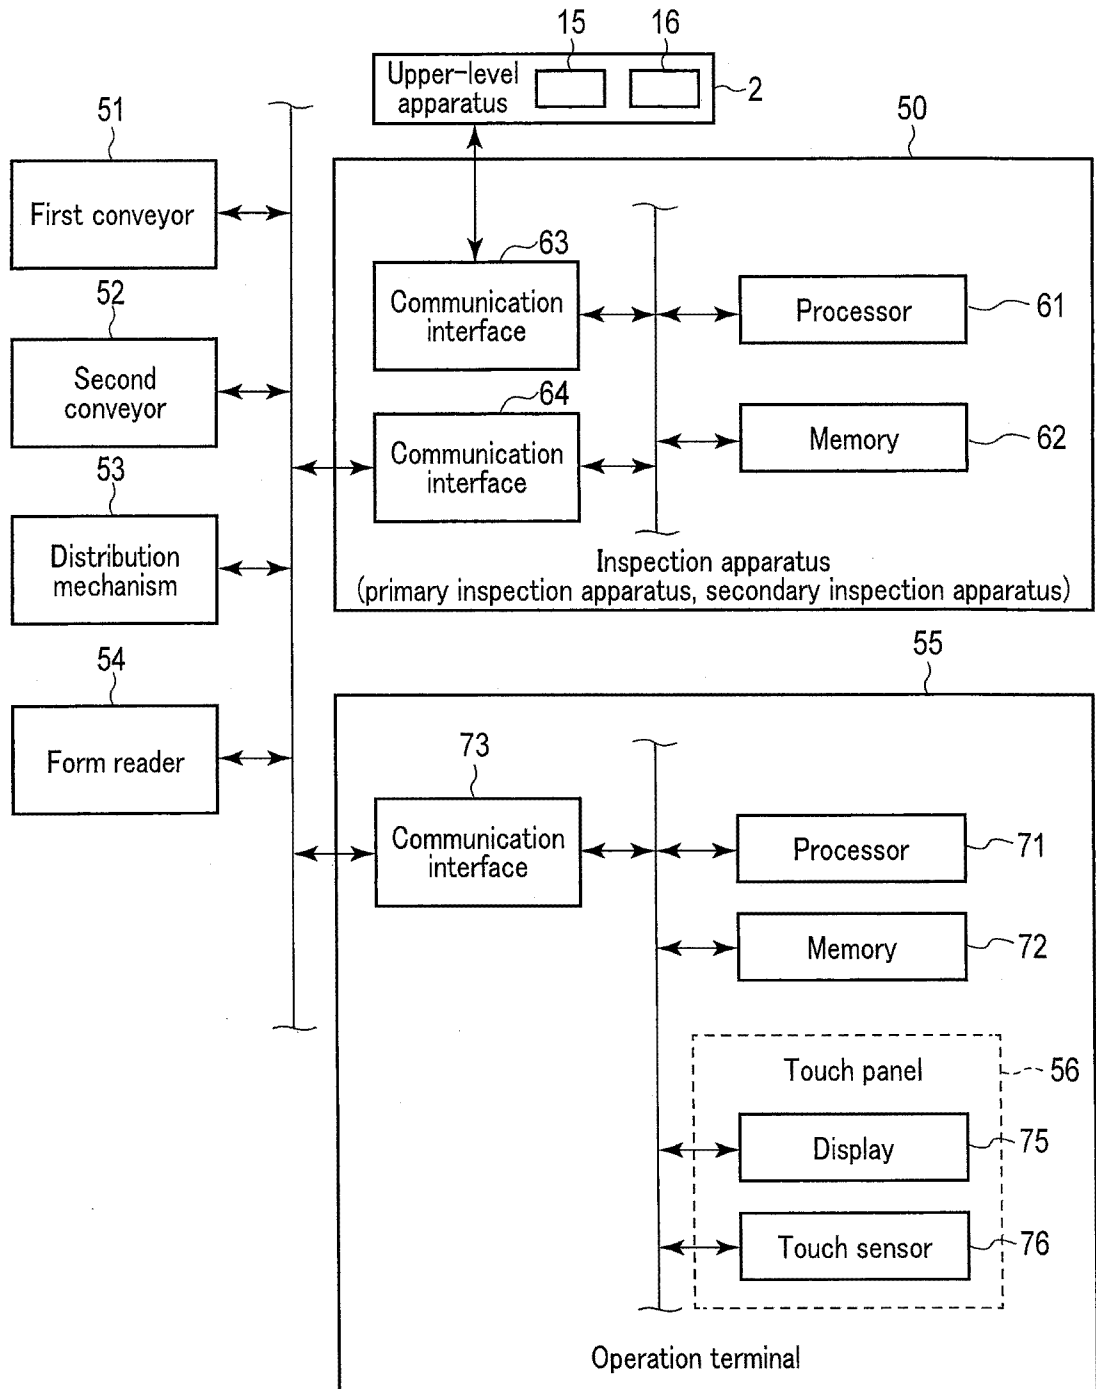 15
16
Upper-level
apparatus
2
51
First conveyor
50
52
Second
conveyor
63
Communication
interface
Processor
61
64
Communication
interface
Memory
62
53
Distribution
mechanism
Inspection apparatus
(primary inspection apparatus, secondary inspection apparatus)
54
Form reader
55
73
Communication
interface
Processor
71
Memory
72
Touch panel
56
Display
75
Touch sensor
76
Operation terminal